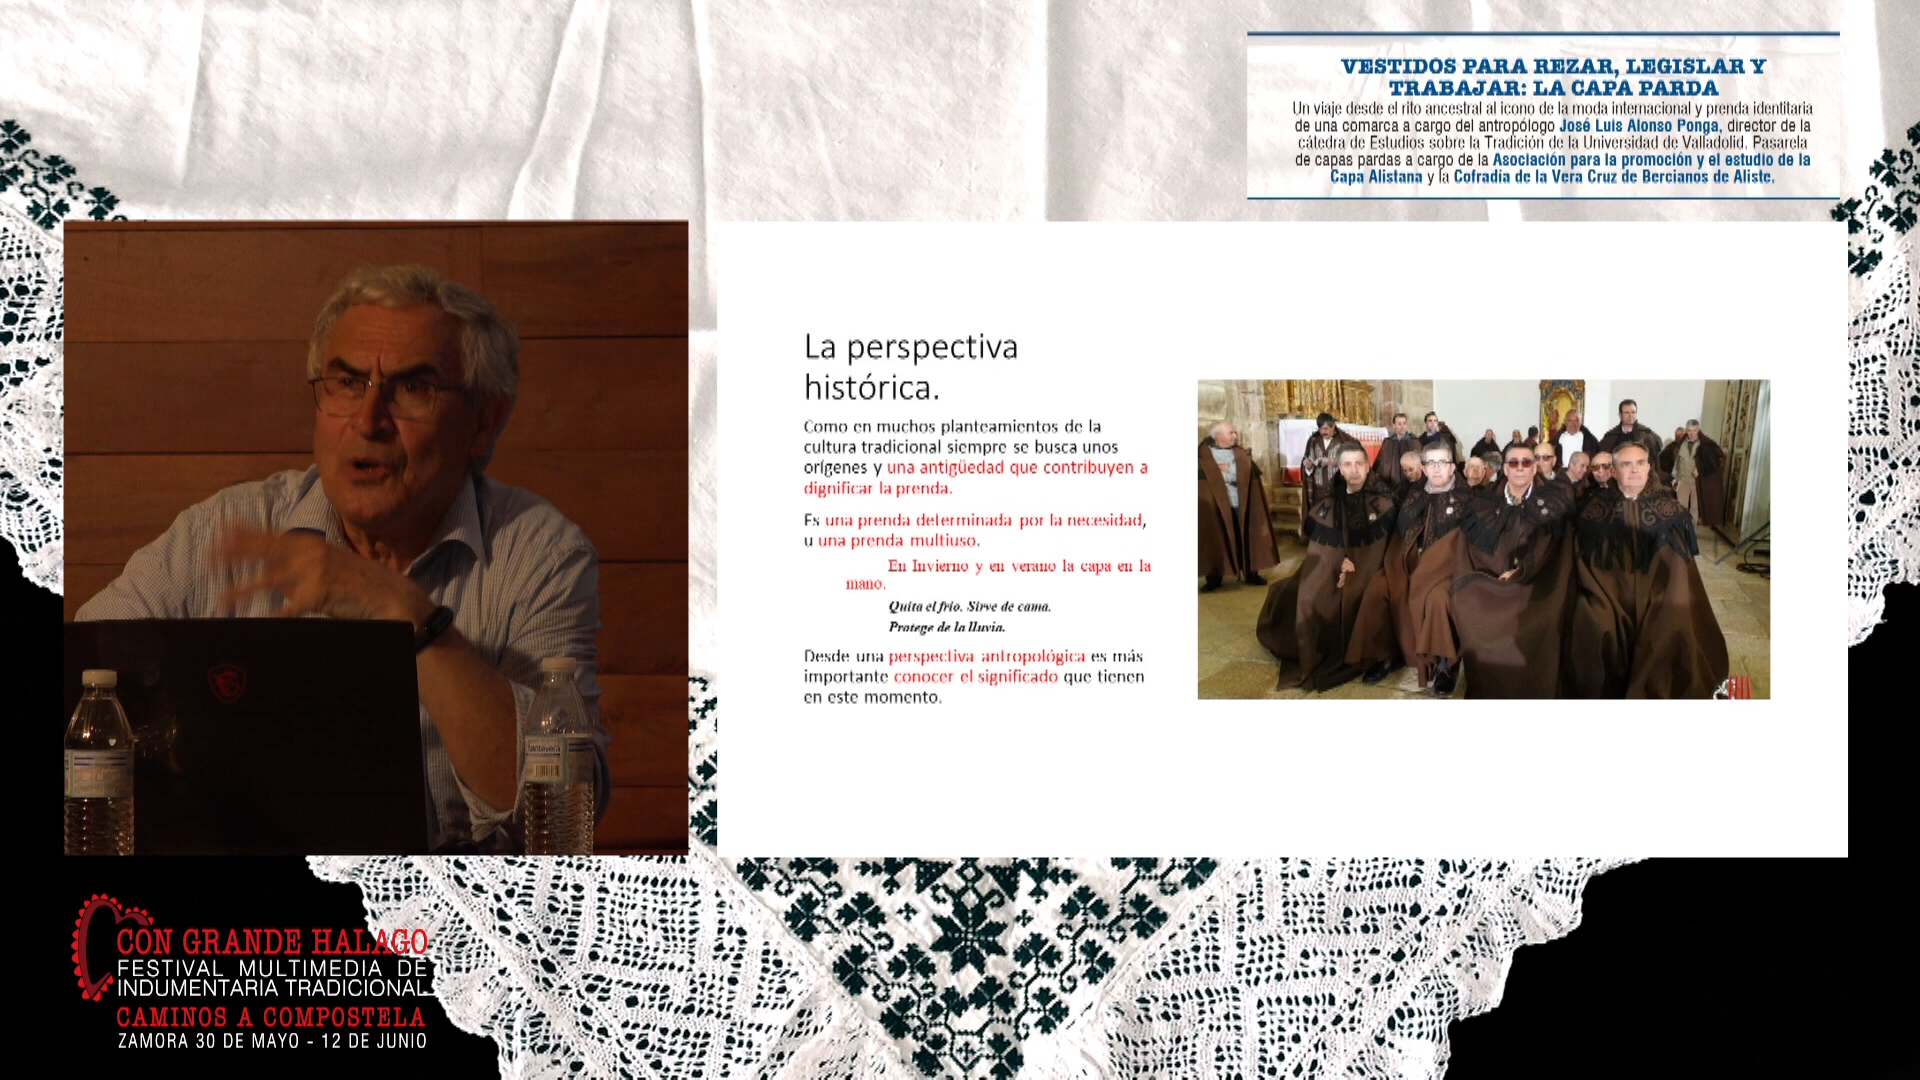 VESTIDOS PARA REZAR, LEGISLAR Y
TRABAJAR: LA CAPA PARDA
Un viaje desde el rito ancestral al icono de la moda internacional y prenda identitaria
de una comarca a cargo del antropólogo José Luis Alonso Ponga, director de la
cátedra de Estudios sobre la Tradición de la Universidad de Valladolid. Pasarela
de capas pardas a cargo de la Asociación para la promoción y el estudio de la
Capa Alistana y la Cofradía de la Vera Cruz de Bercianos de Aliste.
La perspectiva
histórica.
Como en muchos planteamientos de la
cultura tradicional siempre se busca unos
orígenes y una antigüedad que contribuyen a
dignificar la prenda.
Es una prenda determinada por la necesidad,
u una prenda multiuso.
En Invierno y en verano la capa en la
mano.
Quita el frio. Sirve de cama.
Protege de la lluvia.
Desde una perspectiva antropológica es más
importante conocer el significado que tienen
en este momento.
CON GRANDE HALAGO
FESTIVAL MULTIMEDIA DE
INDUMENTARIA TRADICIONAL
CAMINOS A COMPOSTELA
ZAMORA 30 DE MAYO - 12 DE JUNIO